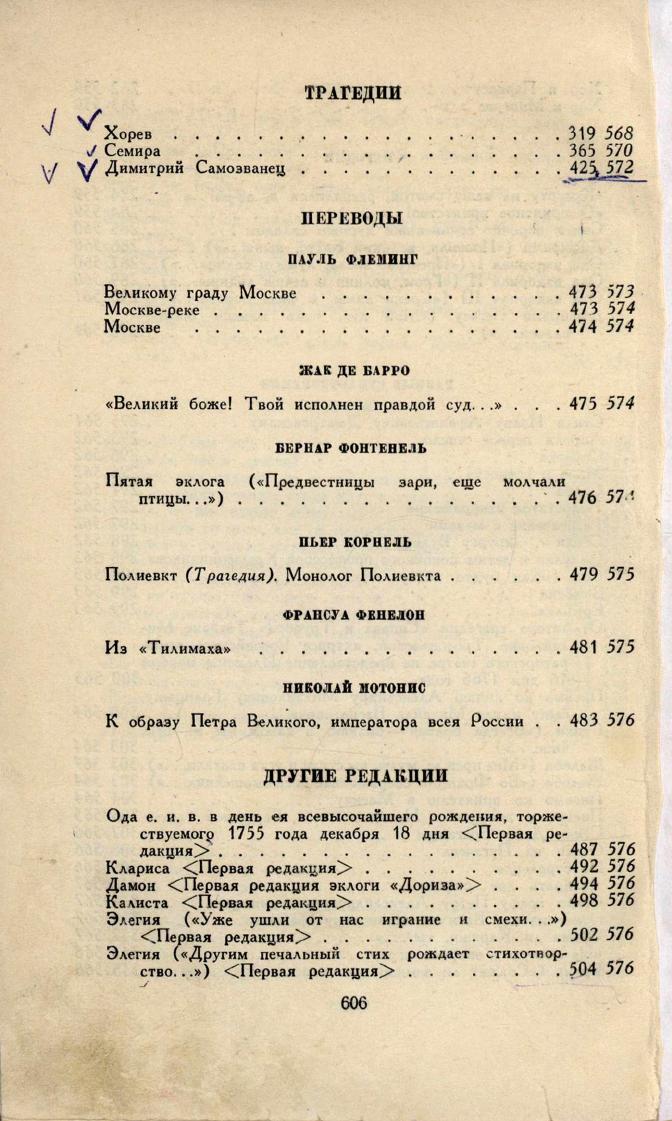 ТРАГЕДИИ
Хорев . . . . . . . . . . . . . . . . . . . . 319 568
Семира . . . . . . . . . . . . . . . . . . . 365 570
Димитрий Самозванец . . . . . . . . . . . . . 425 572
ПЕРЕВОДЫ
ПАУЛЬ ФЛЕМИНГ
Великому граду Москве . . . . . . . . . . . . 473 573
Москве-реке . . . . . . . . . . . . . . . . . 473 574
Москве . . . . . . . . . . . . . . . . . . . 474 574
ЖАК ДЕ БАРРО
«Великий боже! Твой исполнен правдой суд. . .» . . . 475 574
БЕРНАР ФОНТЕНЕЛЬ
Пятая эклога («Предвестницы зари, еще молчали
птицы. . .») . . . . . . . . . . . . . . . . 476 574
ПЬЕР КОРНЕЛЬ
Полиевкт (Трагедия). Монолог Полиевкта . . . . . . 479 575
ФРАНСУА ФЕНЕЛОН
Из «Тилимаха» . . . . . . . . . . . . . . . 481 575
НИКОЛАЙ МОТОНИС
К образу Петра Великого, императора всея России . . 483 576
ДРУГИЕ РЕДАКЦИИ
Ода е. и. в. в день ея всевысочайшего рождения, торже-
ствуемого 1755 года декабря 18 дня <Первая ре-
дакция> . . . . . . . . . . . . . . . . . . 487 576
Клариса <Первая редакция> . . . . . . . . . . 492 576
Дамон <Первая редакция эклоги «Дориза»> . . . . 494 576
Калиста <Первая редакция> . . . . . . . . . . 498 576
Элегия («Уже ушли от нас играние и смехи. . .»)
<Первая редакция> . . . . . . . . . . . . . 502 576
Элегия («Другим печальный стих рождает стихотвор-
ство. . .») <Первая редакция> . . . . . . . . 504 576
606